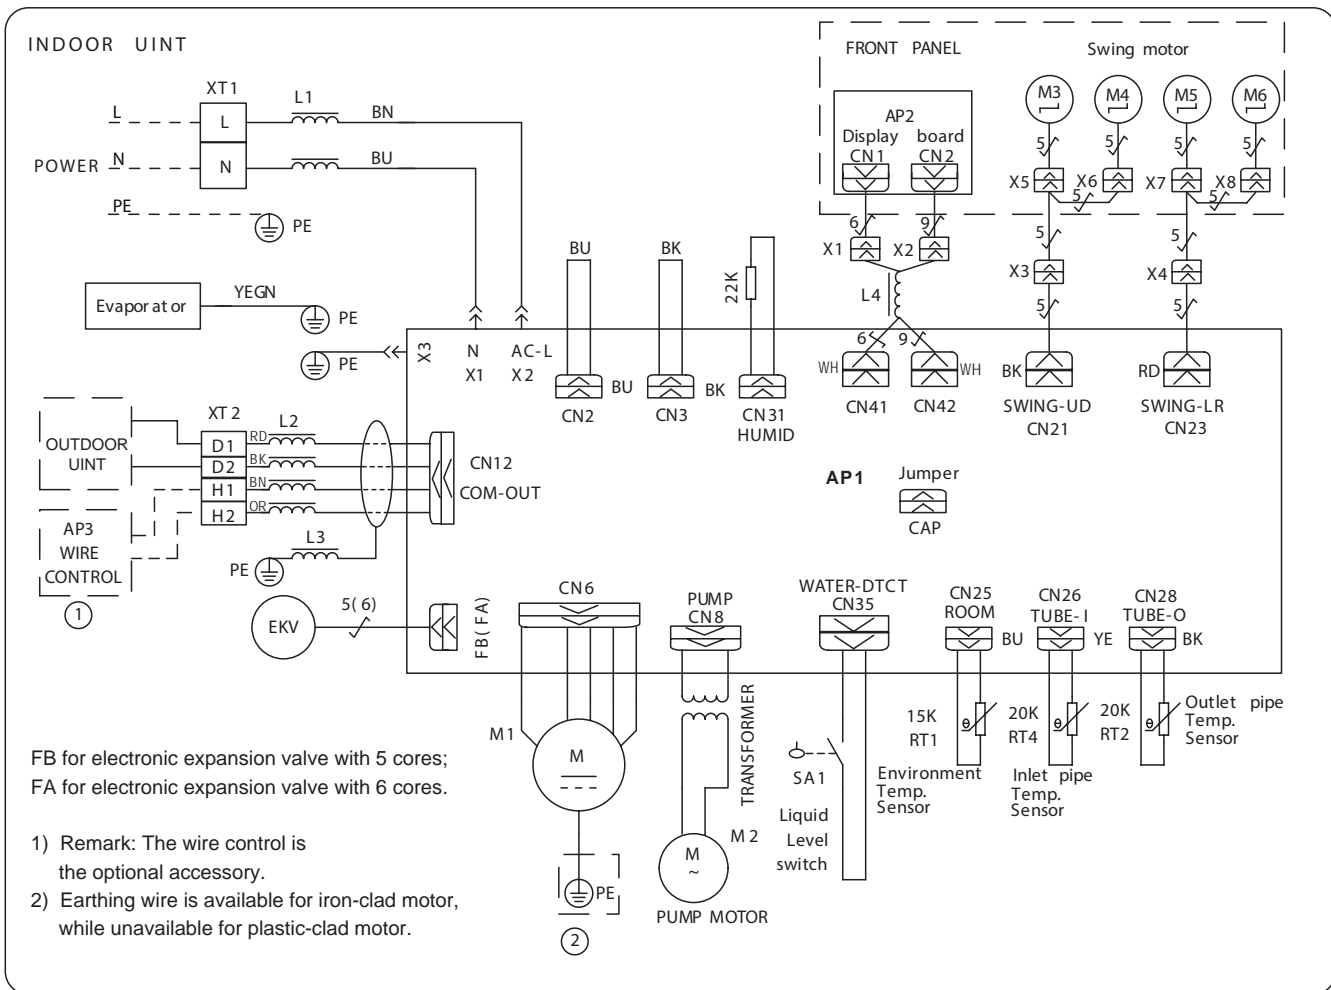 INDOOR UINT
FRONT PANEL
Swing motor
XT1
L1
BN
L
L
POWER
N
N
BU
PE
PE
AP2
Display board
CN1
CN2
M3
M4
M5
M6
5
5
5
5
X5
X6
X7
X8
5
5
6
9
X1
X2
5
5
L4
X3
X4
5
5
6
9
BU
BK
22K
Evaporator
YEGN
PE
PE
X3
N
X1
AC-L
X2
BU
CN2
BK
CN3
CN31
HUMID
WH
CN41
WH
CN42
BK
SWING-UD
CN21
RD
SWING-LR
CN23
OUTDOOR
UINT
XT2
L2
D1
RD
D2
BK
H1
BN
H2
OR
CN12
COM-OUT
AP1
Jumper
CAP
AP3
WIRE
CONTROL
1
L3
PE
EKV
5(6)
FB(FA)
CN6
PUMP
CN8
WATER-DTCT
CN35
CN25
ROOM
BU
CN26
TUBE-I
YE
CN28
TUBE-O
BK
M1
M
TRANSFORMER
M2
M
~
PUMP MOTOR
SA1
Liquid
Level
switch
15K
RT1
θ
Environment
Temp.
Sensor
20K
RT4
θ
Inlet pipe
Temp.
Sensor
20K
RT2
θ
Outlet pipe
Temp.
Sensor
PE
2
FB for electronic expansion valve with 5 cores;
FA for electronic expansion valve with 6 cores.
1) Remark: The wire control is
the optional accessory.
2) Earthing wire is available for iron-clad motor,
while unavailable for plastic-clad motor.